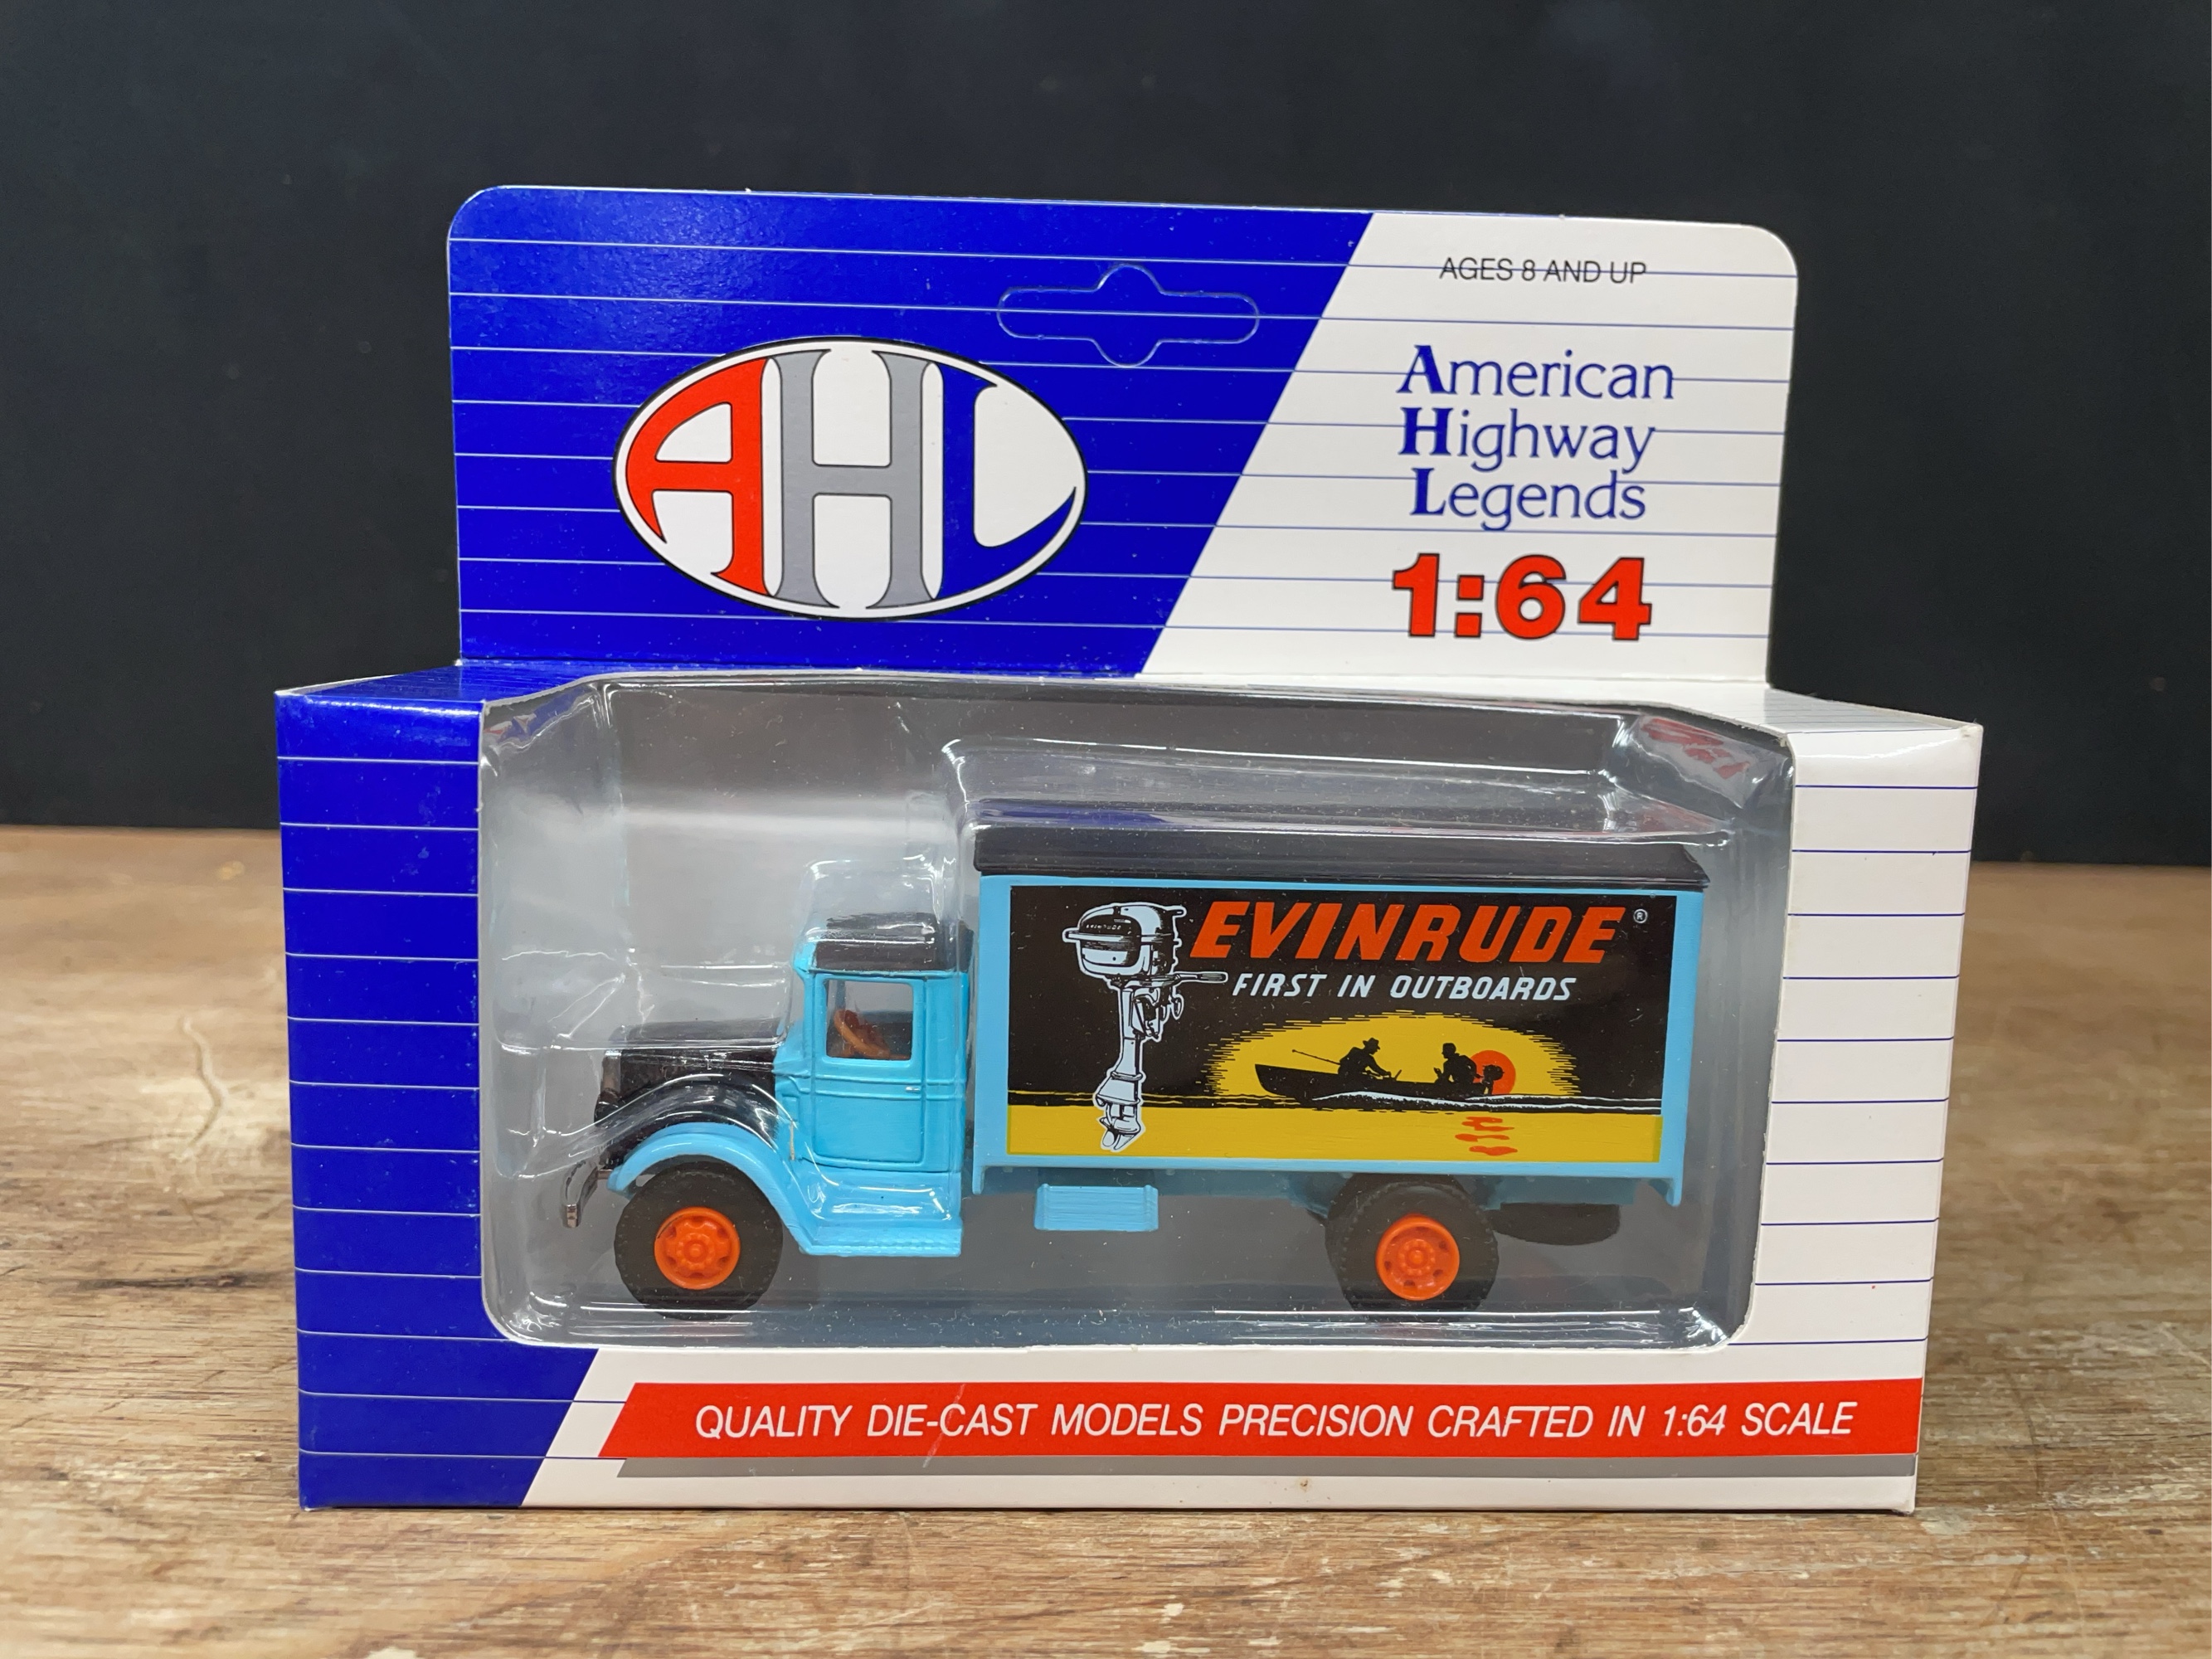 AGES 8 AND UP
AHL
American
Highway
Legends
1:64
EVINRUDE®
FIRST IN OUTBOARDS
EVINRUDE
QUALITY DIE-CAST MODELS PRECISION CRAFTED IN 1:64 SCALE